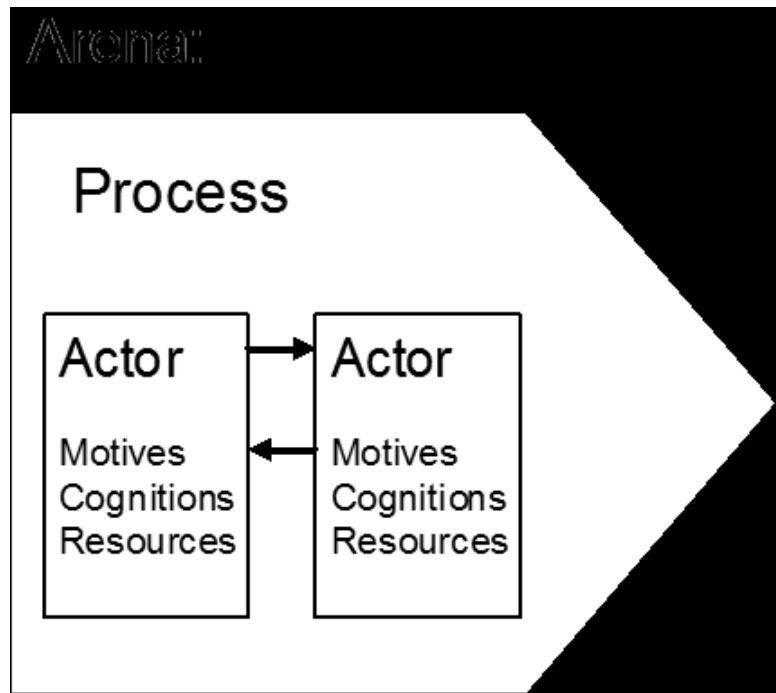 Arena:
Process
Actor
Motives
Cognitions
Resources
Actor
Motives
Cognitions
Resources